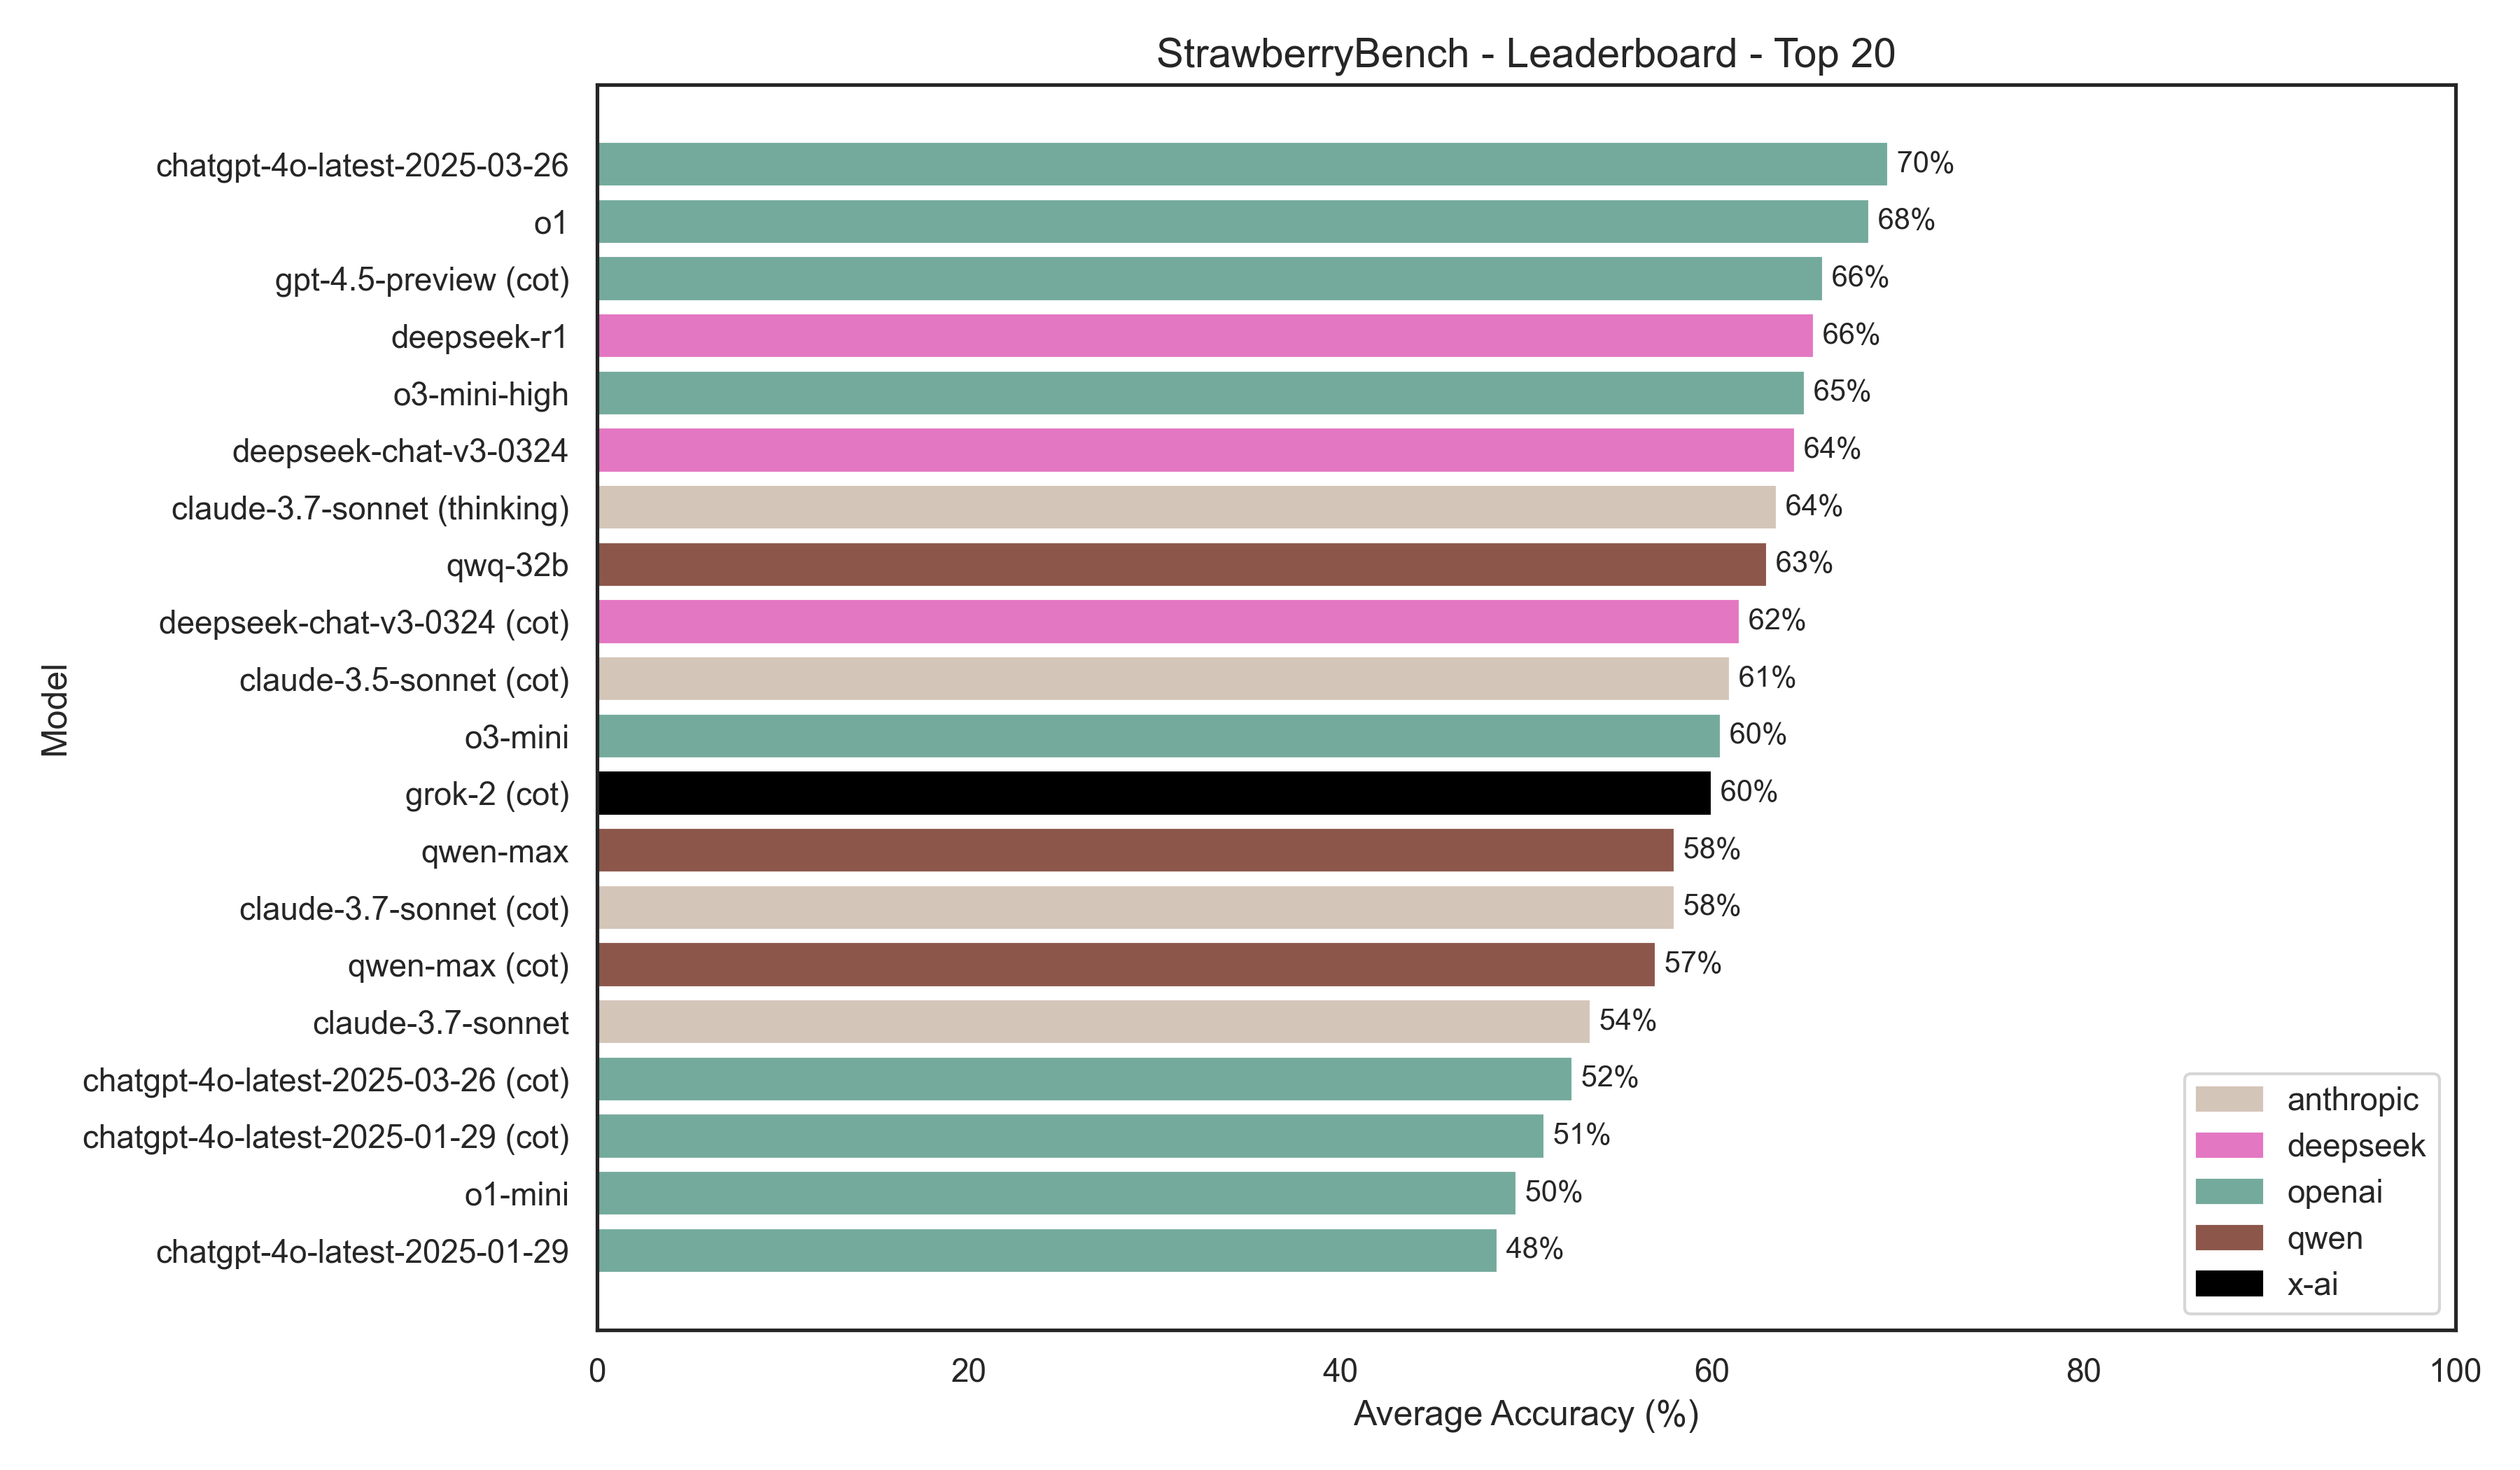 StrawberryBench - Leaderboard - Top 20
Model
chatgpt-4o-latest-2025-03-26 70%
o1 68%
gpt-4.5-preview (cot) 66%
deepseek-r1 66%
o3-mini-high 65%
deepseek-chat-v3-0324 64%
claude-3.7-sonnet (thinking) 64%
qwq-32b 63%
deepseek-chat-v3-0324 (cot) 62%
claude-3.5-sonnet (cot) 61%
o3-mini 60%
grok-2 (cot) 60%
qwen-max 58%
claude-3.7-sonnet (cot) 58%
qwen-max (cot) 57%
claude-3.7-sonnet 54%
chatgpt-4o-latest-2025-03-26 (cot) 52%
chatgpt-4o-latest-2025-01-29 (cot) 51%
o1-mini 50%
chatgpt-4o-latest-2025-01-29 48%
anthropic
deepseek
openai
qwen
x-ai
0 20 40 60 80 100
Average Accuracy (%)